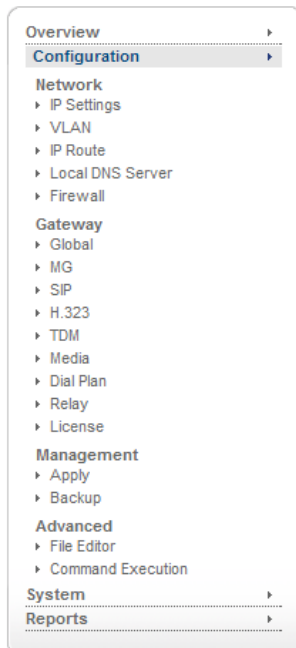 Overview
Configuration
Network
IP Settings
VLAN
IP Route
Local DNS Server
Firewall
Gateway
Global
MG
SIP
H.323
TDM
Media
Dial Plan
Relay
License
Management
Apply
Backup
Advanced
File Editor
Command Execution
System
Reports